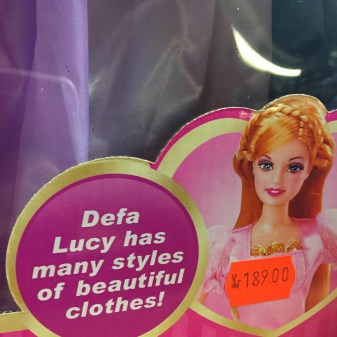 Defa
Lucy has
many styles
of beautiful
clothes!
189.00